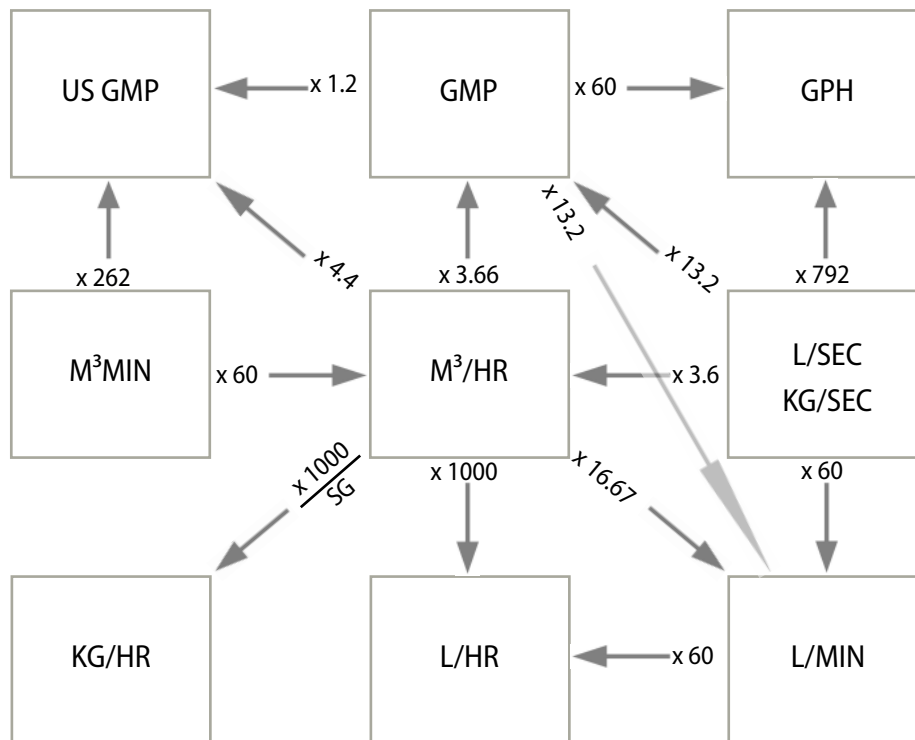 US GMP
x 1.2
GMP
x 60
GPH
x 262
x 4.4
x 3.66
x 13.2
x 13.2
x 792
M³MIN
x 60
M³/HR
x 3.6
L/SEC
KG/SEC
x 1000
SG
x 1000
x 16.67
x 60
KG/HR
L/HR
x 60
L/MIN